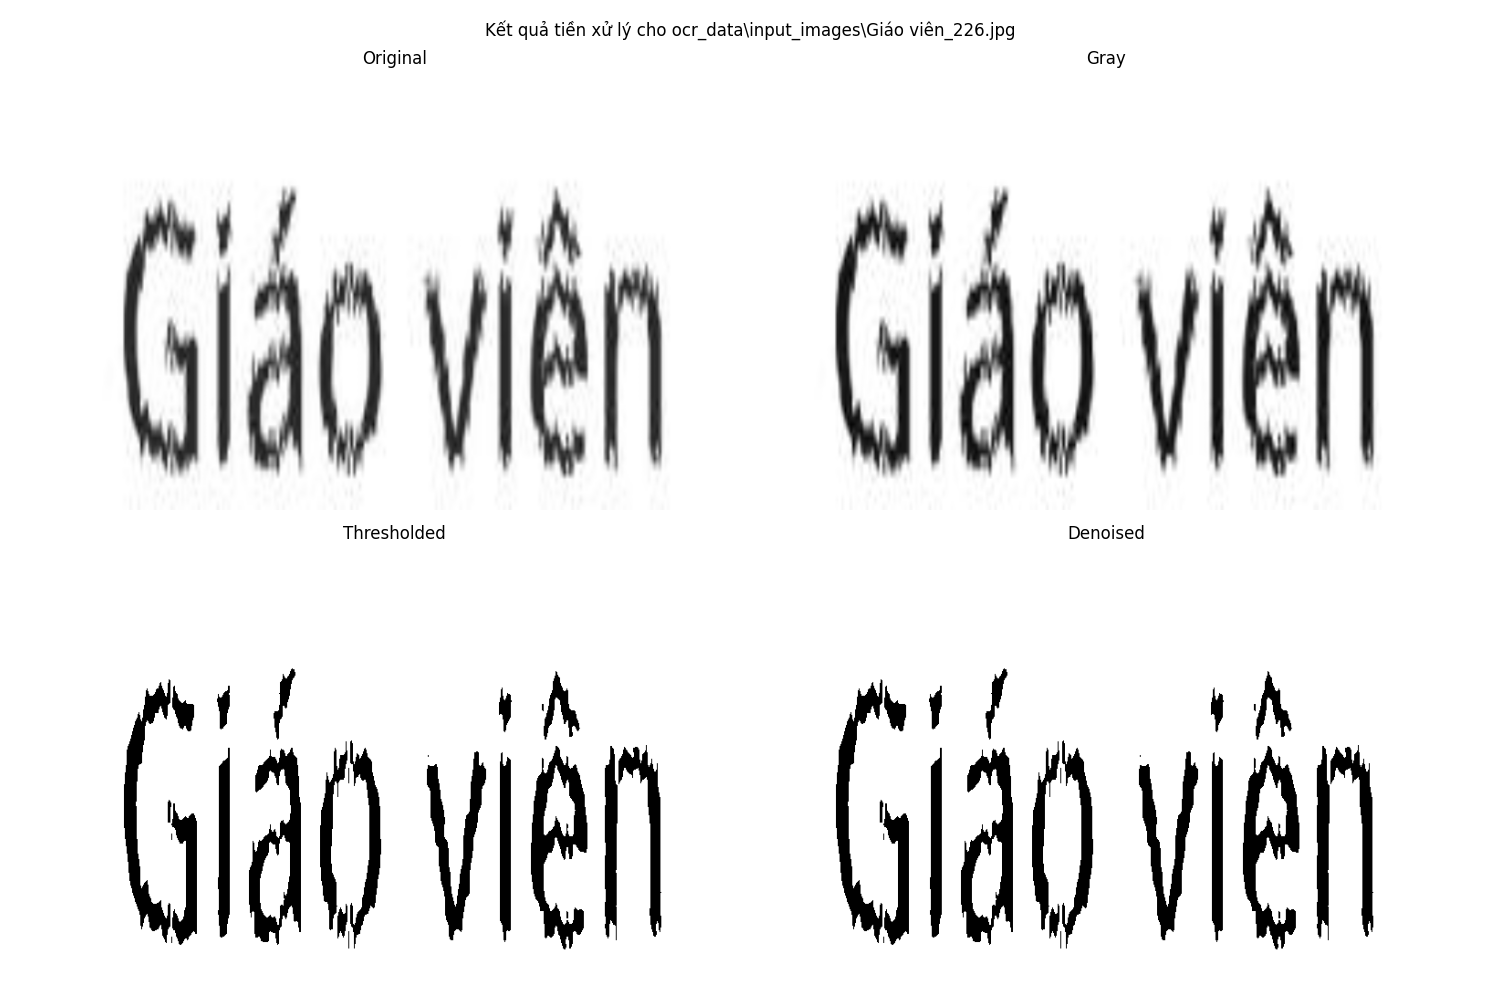 Kết quả tiền xử lý cho ocr_data\input_images\Giáo viên_226.jpg
Original
Gray
Giáo viên
Giáo viên
Thresholded
Denoised
Giáo viên
Giáo viên